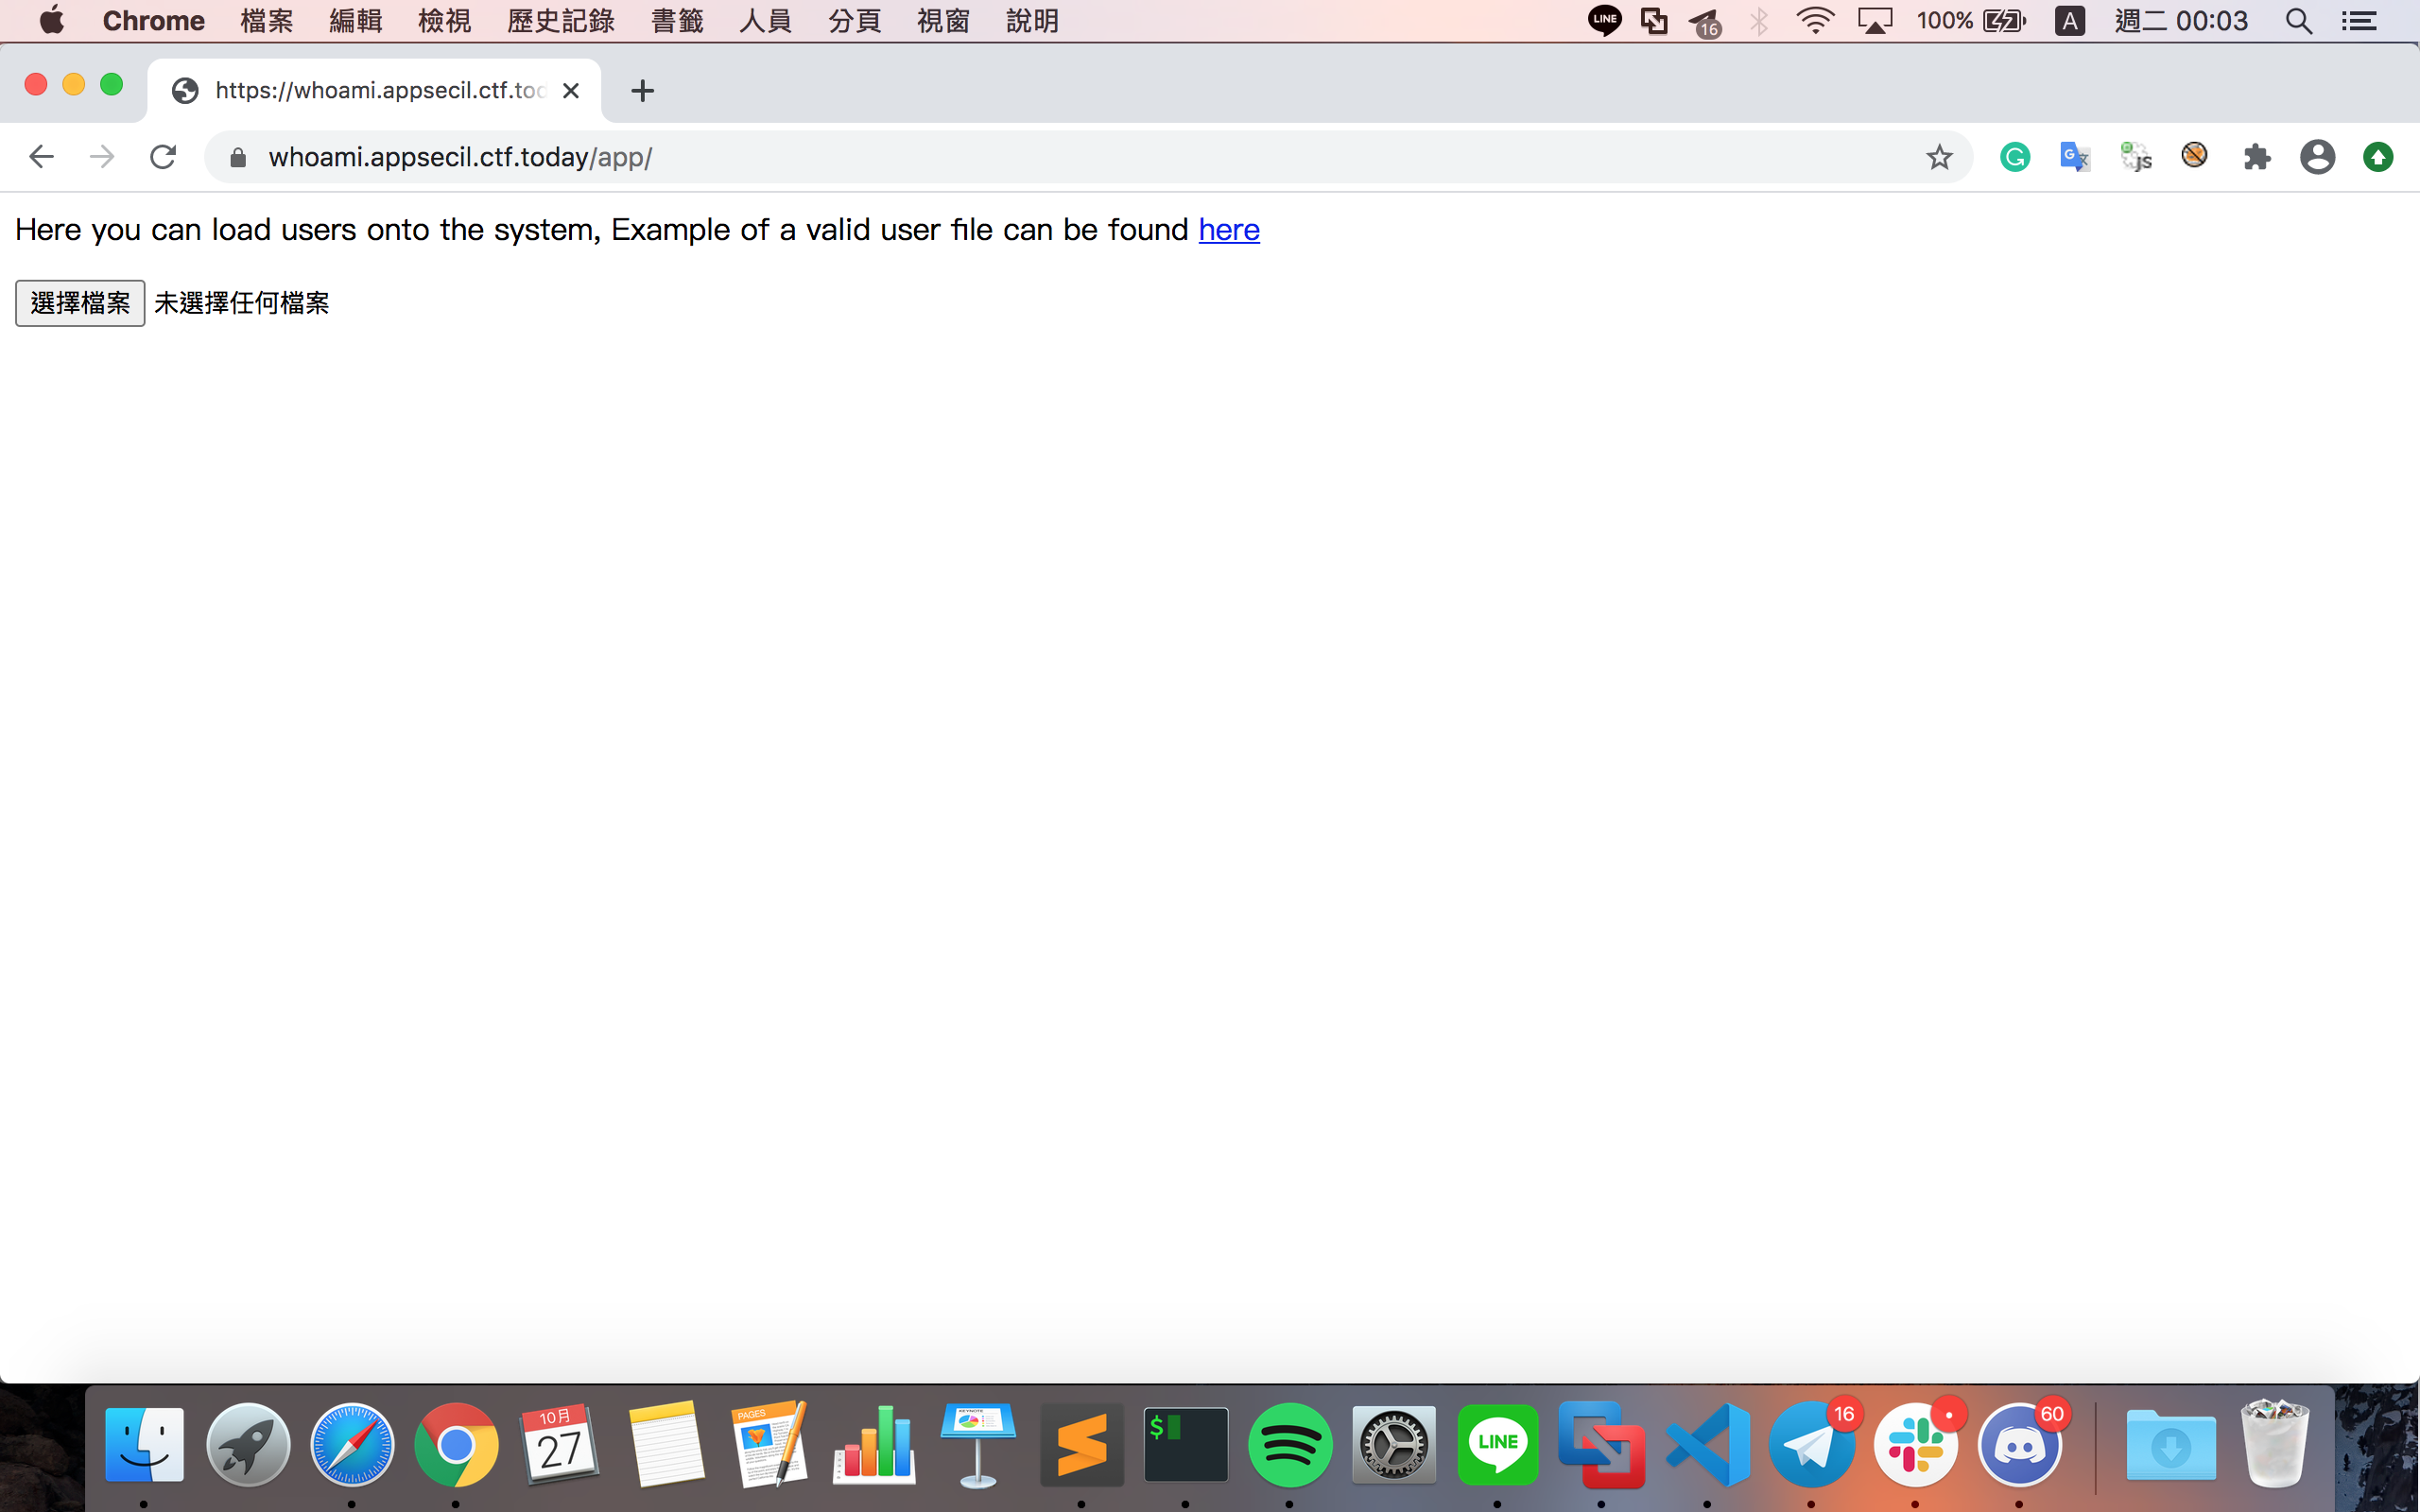 Chrome 檔案 編輯 檢視 歷史記錄 書籤 人員 分頁 視窗 說明 LINE 16 100% A 週二 00:03
https://whoami.appsecil.ctf.tod
whoami.appsecil.ctf.today/app/
Here you can load users onto the system, Example of a valid user file can be found here
選擇檔案 未選擇任何檔案
10月 27 PAGES KEYNOTE $ LINE 16 60